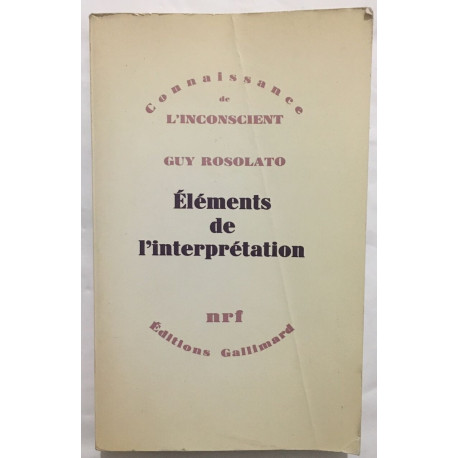 Connaissance
de
L'INCONSCIENT
GUY ROSOLATO
Éléments
de
l'interprétation
nrf
Éditions Gallimard